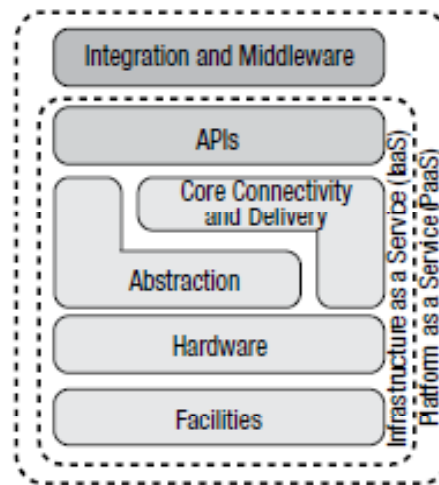 Integration and Middleware
APIs
Core Connectivity
and Delivery
Abstraction
Hardware
Facilities
Infrastructure as a Service (IaaS)
Platform as a Service (PaaS)